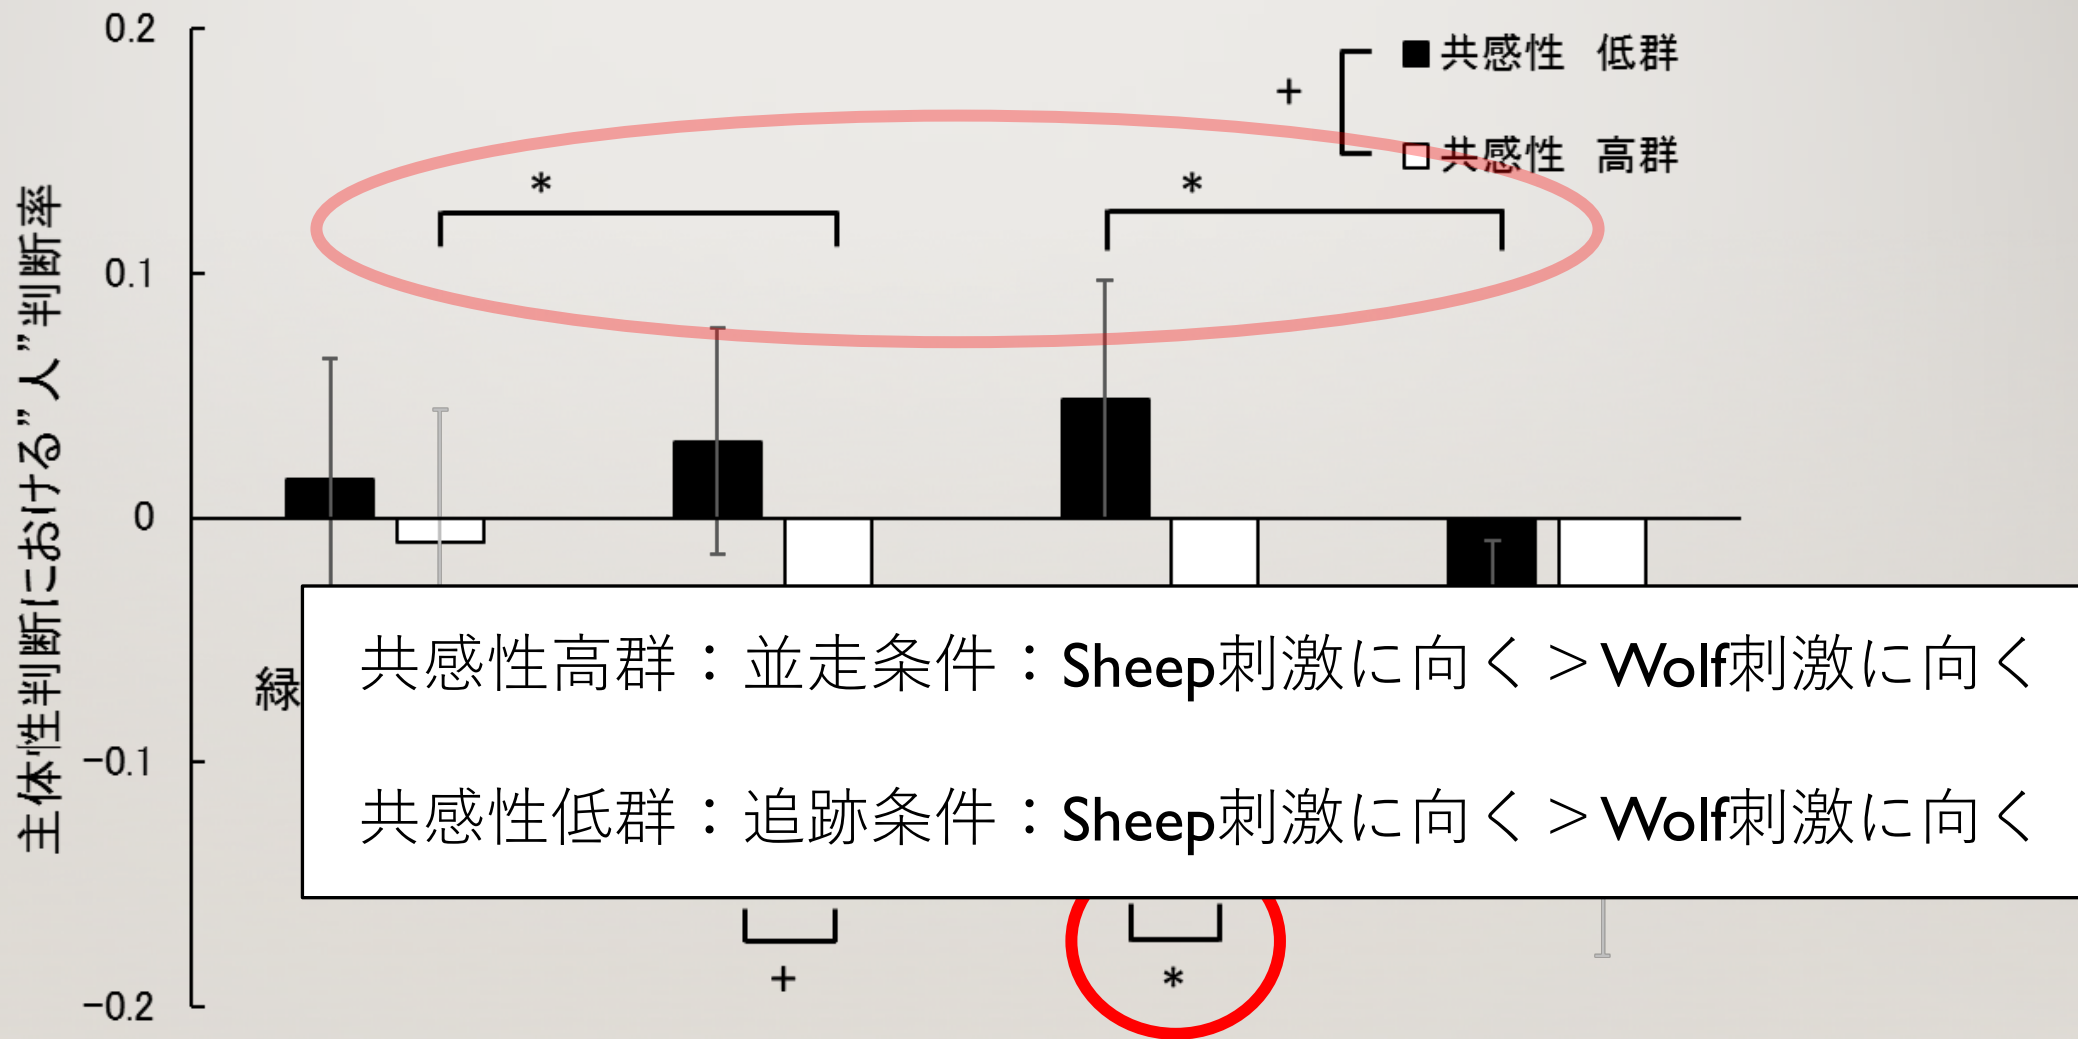 0.2
■共感性 低群
+
□共感性 高群
* *
0.1
主体性判断における”人”判断率
0
緑
共感性高群：並走条件：Sheep刺激に向く＞Wolf刺激に向く
-0.1
共感性低群：追跡条件：Sheep刺激に向く＞Wolf刺激に向く
+ *
-0.2